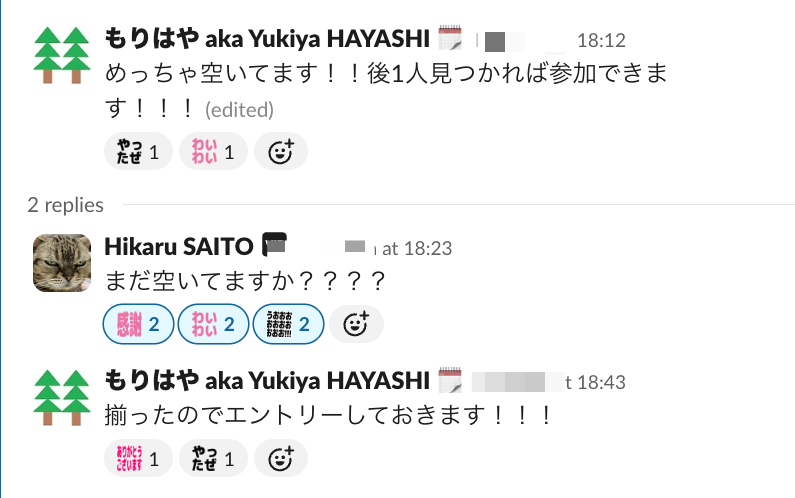 もりはや aka Yukiya HAYASHI 18:12
めっちゃ空いてます！！後1人見つかれば参加できま
す！！！ (edited)
やっ
たぜ 1 わい
わい 1
2 replies
Hikaru SAITO at 18:23
まだ空いてますか？？？？
感謝 2 わい
わい 2 うおおお
おおおお
おおお!!! 2
もりはや aka Yukiya HAYASHI t 18:43
揃ったのでエントリーしておきます！！！
ありがとう
ございます 1 やっ
たぜ 1